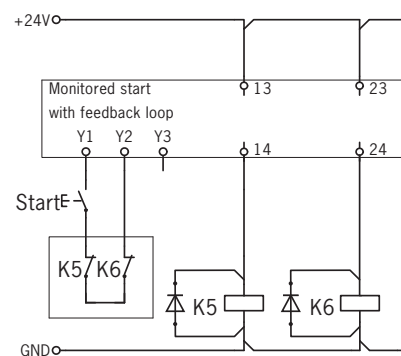 +24V
Monitored start
13
23
with feedback loop
Y1 Y2 Y3
14
24
Start
K5 K6
K5
K6
GND